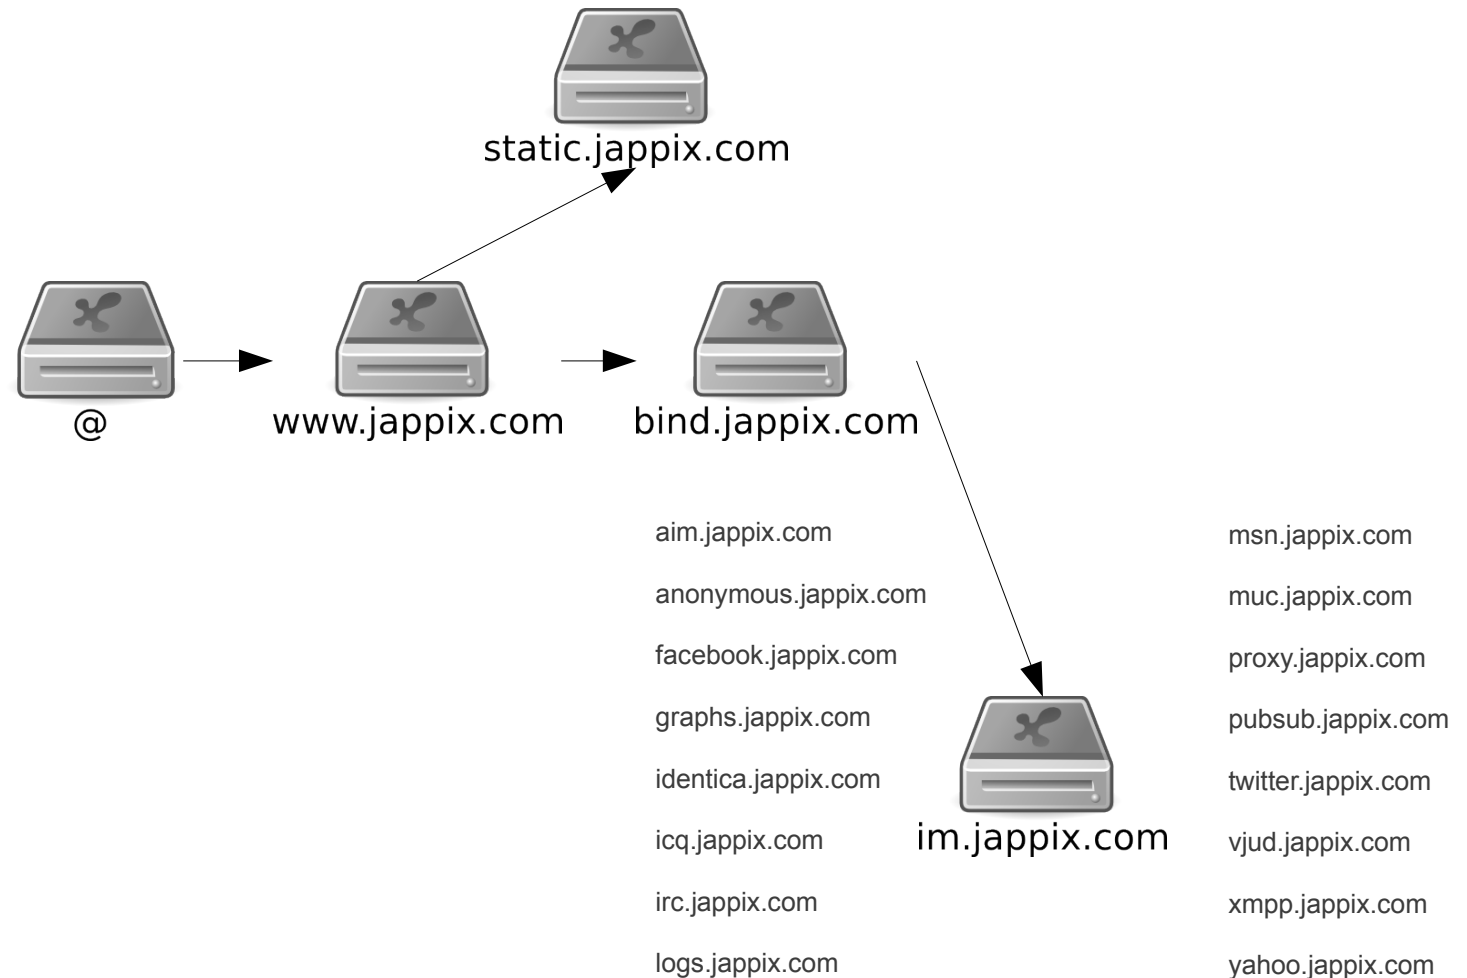 static.jappix.com
@
www.jappix.com
bind.jappix.com
aim.jappix.com
anonymous.jappix.com
facebook.jappix.com
graphs.jappix.com
identica.jappix.com
icq.jappix.com
irc.jappix.com
logs.jappix.com
im.jappix.com
msn.jappix.com
muc.jappix.com
proxy.jappix.com
pubsub.jappix.com
twitter.jappix.com
vjud.jappix.com
xmpp.jappix.com
yahoo.jappix.com